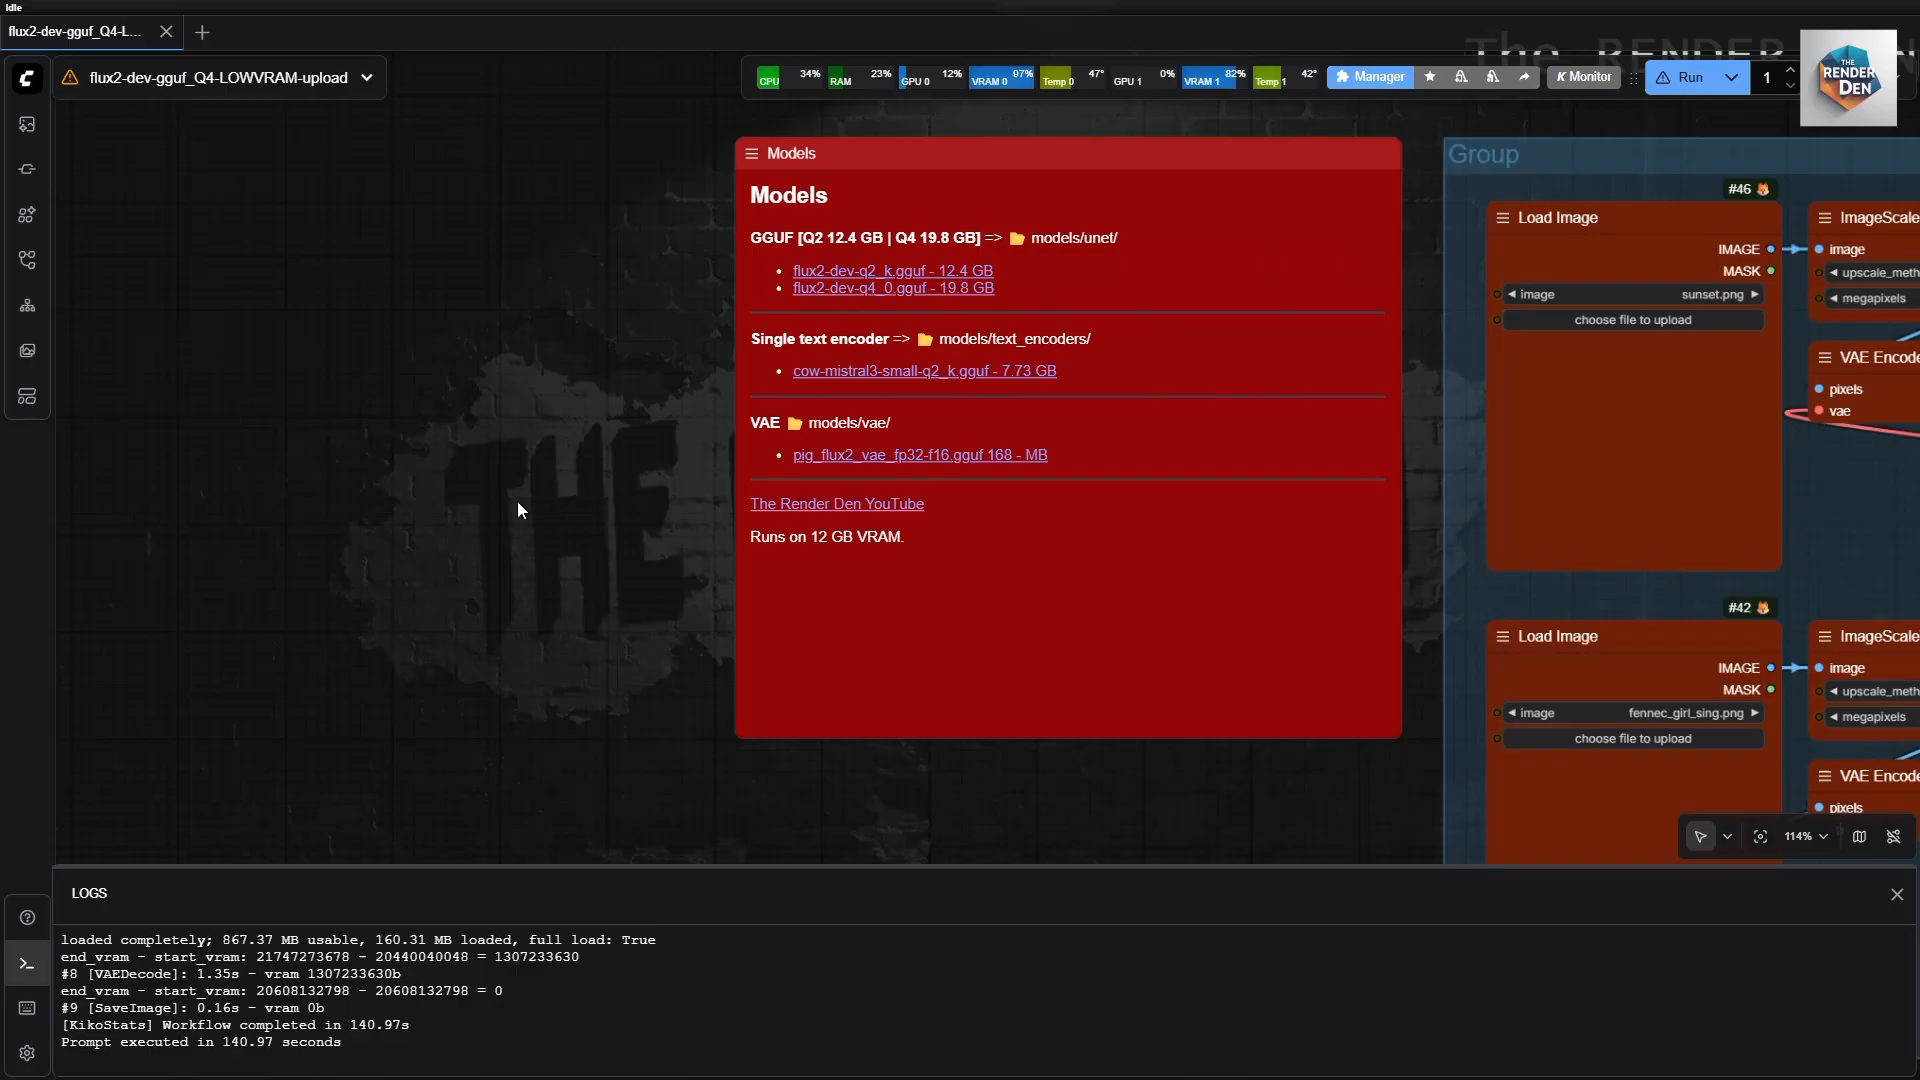 Idle
flux2-dev-gguf_Q4-L...
flux2-dev-gguf_Q4-LOWVRAM-upload
CPU 34% RAM 23% GPU 0 12% VRAM 0 97% Temp 0 47° GPU 1 0% VRAM 1 82% Temp 1 42°
Manager
K Monitor
Run
1
The RENDER
THE
RENDER
DEN
Models
Models
GGUF [Q2 12.4 GB | Q4 19.8 GB] => 📂 models/unet/
• flux2-dev-q2_k.gguf - 12.4 GB
• flux2-dev-q4_0.gguf - 19.8 GB
Single text encoder => 📂 models/text_encoders/
• cow-mistral3-small-q2_k.gguf - 7.73 GB
VAE 📂 models/vae/
• pig_flux2_vae_fp32-f16.gguf 168 - MB
The Render Den YouTube
Runs on 12 GB VRAM.
THE
Group
#46 🦊
Load Image
IMAGE
MASK
image sunset.png
choose file to upload
ImageScale
image
upscale_meth
megapixels
VAE Encode
pixels
vae
#42 🦊
Load Image
IMAGE
MASK
image fennec_girl_sing.png
choose file to upload
ImageScale
image
upscale_meth
megapixels
VAE Encode
pixels
114%
LOGS
loaded completely; 867.37 MB usable, 160.31 MB loaded, full load: True
end_vram - start_vram: 21747273678 - 20440040048 = 1307233630
#8 [VAEDecode]: 1.35s - vram 1307233630b
end_vram - start_vram: 20608132798 - 20608132798 = 0
#9 [SaveImage]: 0.16s - vram 0b
[KikoStats] Workflow completed in 140.97s
Prompt executed in 140.97 seconds